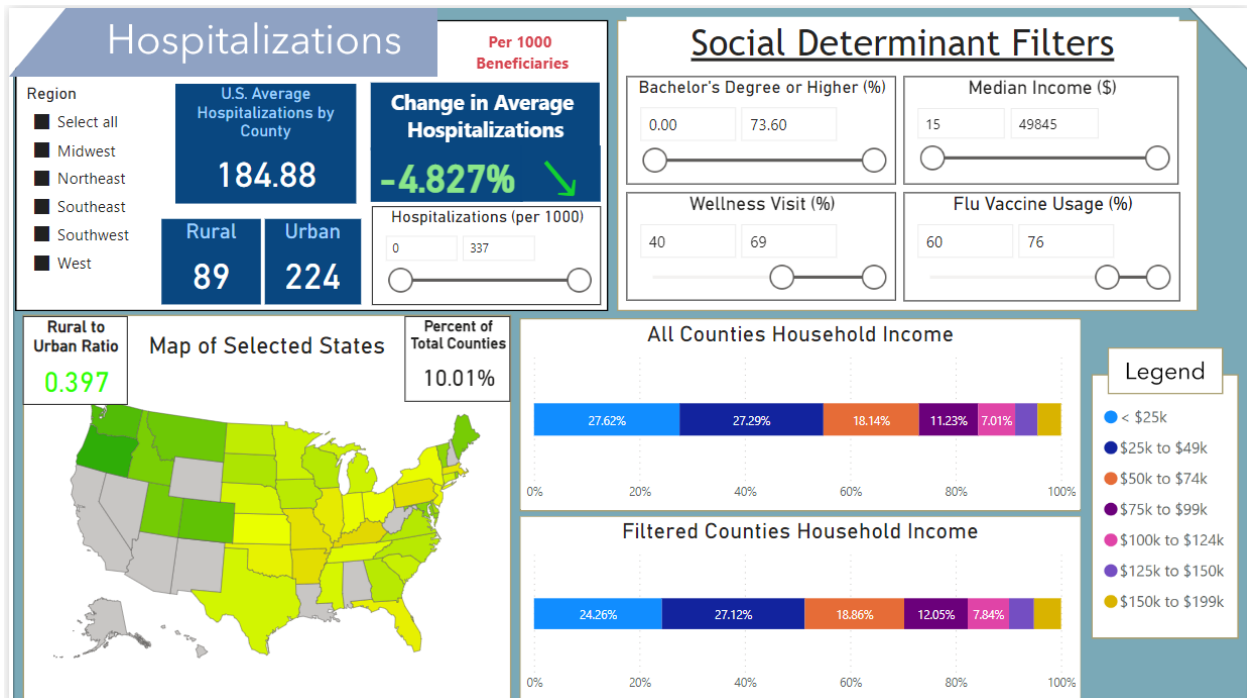 Hospitalizations
Per 1000
Beneficiaries
Region
Select all
Midwest
Northeast
Southeast
Southwest
West
U.S. Average
Hospitalizations by
County
184.88
Rural
89
Urban
224
Change in Average
Hospitalizations
-4.827%
Hospitalizations (per 1000)
0
337
Social Determinant Filters
Bachelor's Degree or Higher (%)
0.00
73.60
Median Income ($)
15
49845
Wellness Visit (%)
40
69
Flu Vaccine Usage (%)
60
76
Rural to
Urban Ratio
0.397
Map of Selected States
Percent of
Total Counties
10.01%
All Counties Household Income
27.62% 27.29% 18.14% 11.23% 7.01%
0% 20% 40% 60% 80% 100%
Filtered Counties Household Income
24.26% 27.12% 18.86% 12.05% 7.84%
0% 20% 40% 60% 80% 100%
Legend
< $25k
$25k to $49k
$50k to $74k
$75k to $99k
$100k to $124k
$125k to $150k
$150k to $199k